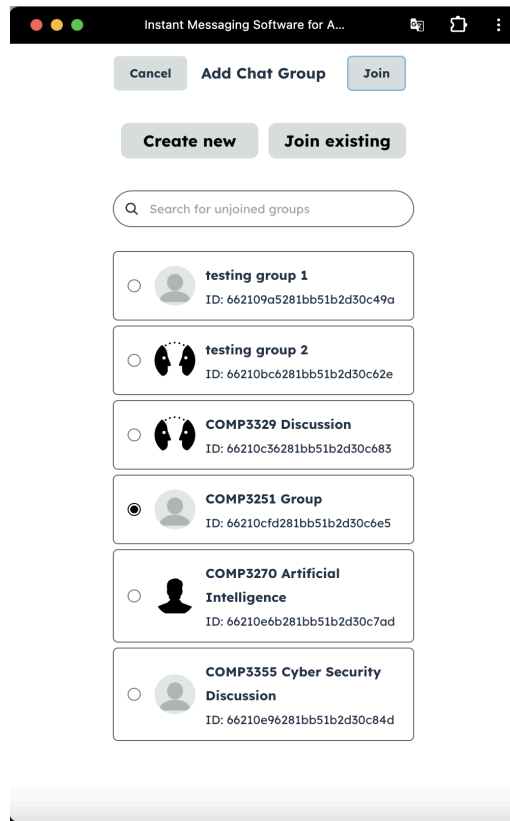 Instant Messaging Software for A...
Cancel Add Chat Group Join
Create new Join existing
Search for unjoined groups
testing group 1
ID: 662109a5281bb51b2d30c49a
testing group 2
ID: 66210bc6281bb51b2d30c62e
COMP3329 Discussion
ID: 66210c36281bb51b2d30c683
COMP3251 Group
ID: 66210cfd281bb51b2d30c6e5
COMP3270 Artificial
Intelligence
ID: 66210e6b281bb51b2d30c7ad
COMP3355 Cyber Security
Discussion
ID: 66210e96281bb51b2d30c84d